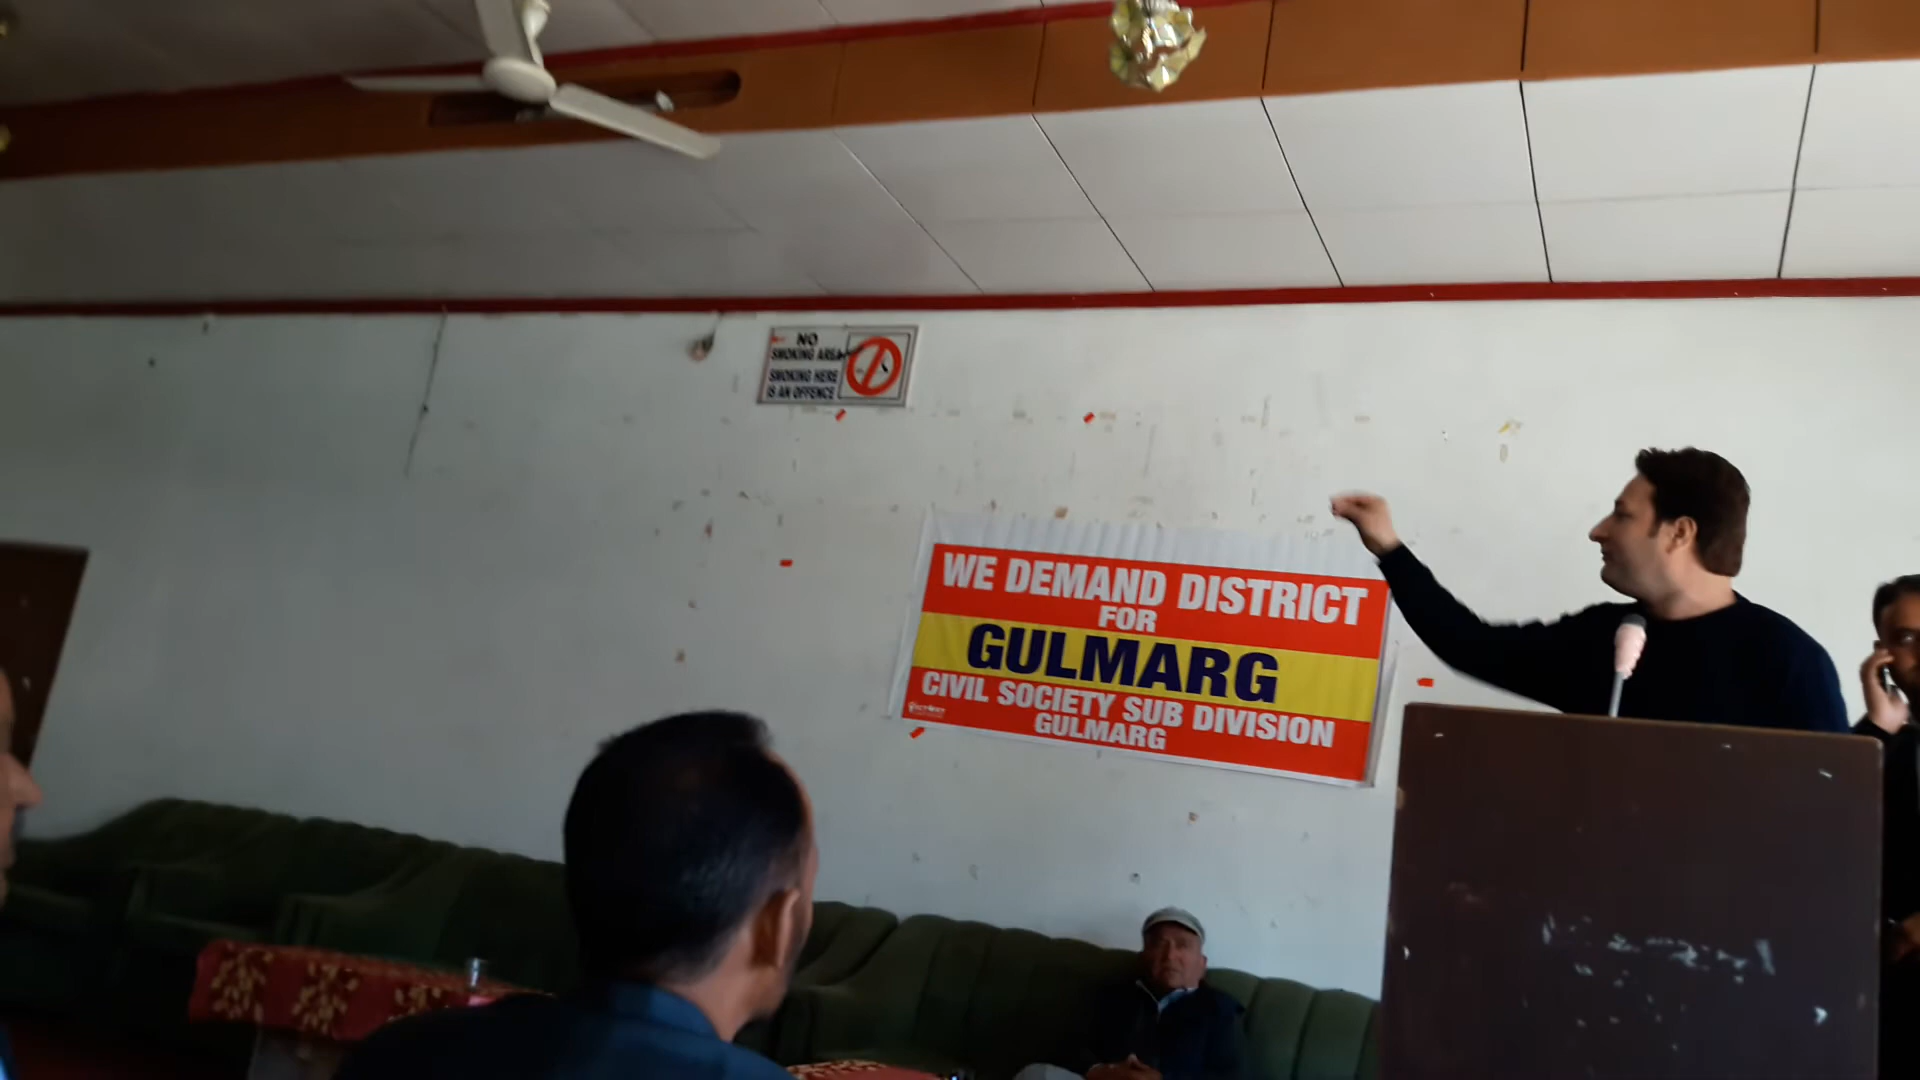 NO
SMOKING AREA
SMOKING HERE
IS AN OFFENCE
WE DEMAND DISTRICT
FOR
GULMARG
CIVIL SOCIETY SUB DIVISION
GULMARG